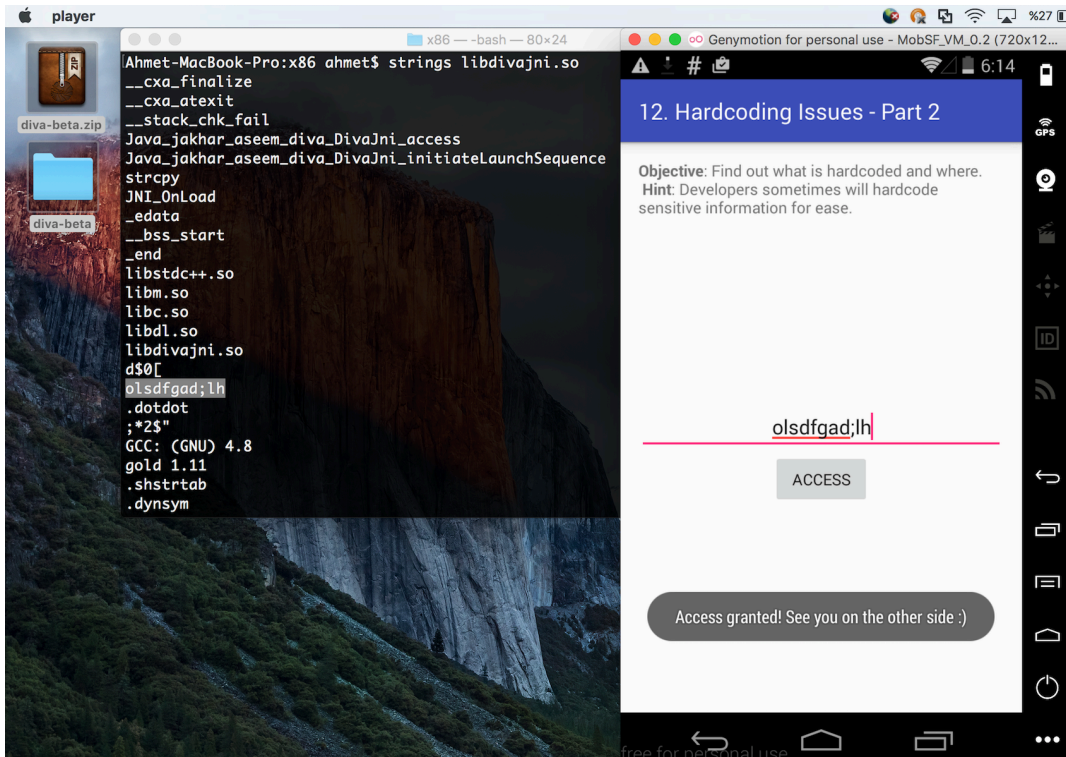 player
%27
ZIP
diva-beta.zip
diva-beta
x86 — -bash — 80×24
Ahmet-MacBook-Pro:x86 ahmet$ strings libdivajni.so
__cxa_finalize
__cxa_atexit
__stack_chk_fail
Java_jakhar_aseem_diva_DivaJni_access
Java_jakhar_aseem_diva_DivaJni_initiateLaunchSequence
strcpy
JNI_OnLoad
_edata
__bss_start
_end
libstdc++.so
libm.so
libc.so
libdl.so
libdivajni.so
d$0[
olsdfgad;lh
.dotdot
;*2$"
GCC: (GNU) 4.8
gold 1.11
.shstrtab
.dynsym
Genymotion for personal use - MobSF_VM_0.2 (720x12...
6:14
12. Hardcoding Issues - Part 2
Objective: Find out what is hardcoded and where.
Hint: Developers sometimes will hardcode
sensitive information for ease.
olsdfgad;lh
ACCESS
Access granted! See you on the other side :)
free for personal use
GPS
ID